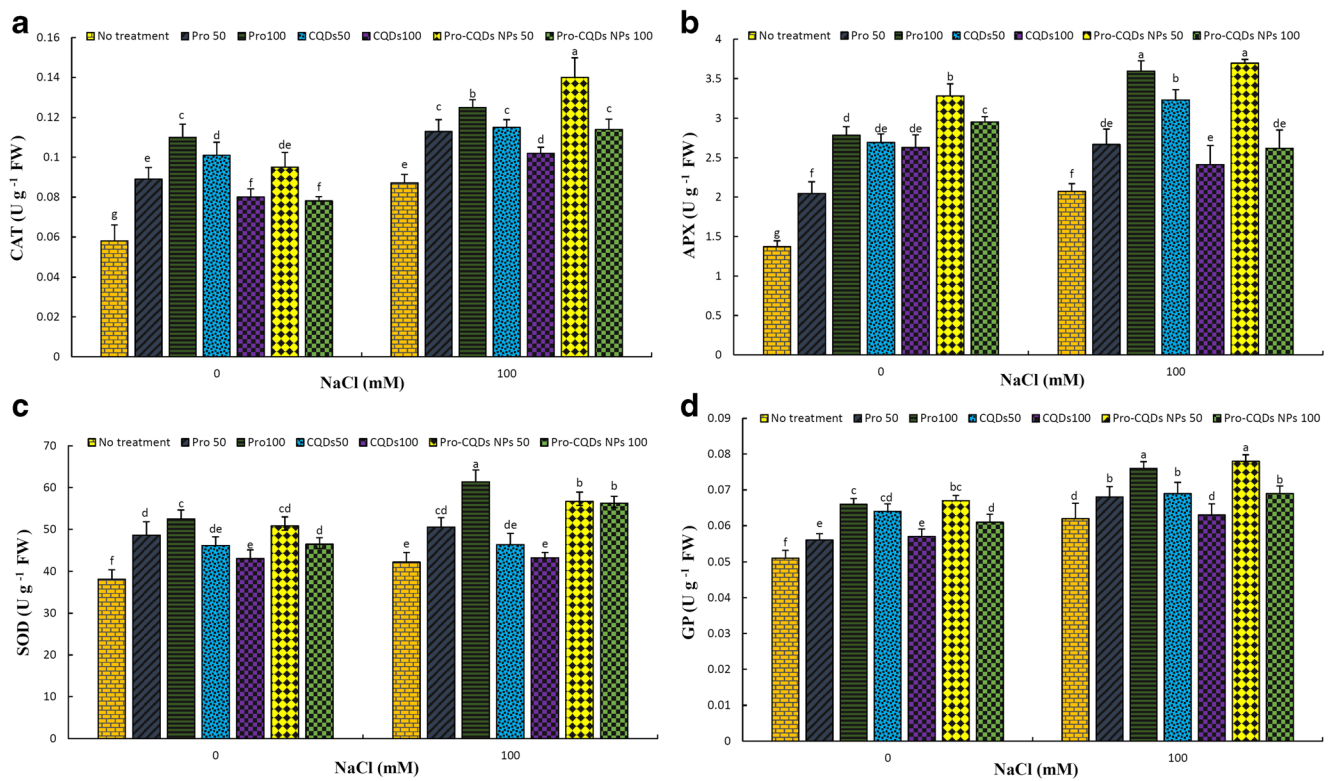 a
No treatment Pro 50 Pro100 CQDs50 CQDs100 Pro-CQDs NPs 50 Pro-CQDs NPs 100
0.16
0.14
0.12
0.1
0.08
0.06
0.04
0.02
0
CAT (U g -1 FW)
g e c d f de f
e c b c d a c
0 100
NaCl (mM)
b
No treatment Pro 50 Pro100 CQDs50 CQDs100 Pro-CQDs NPs 50 Pro-CQDs NPs 100
4
3.5
3
2.5
2
1.5
1
0.5
0
APX (U g -1 FW)
g f d de de b c
f de a b e a de
0 100
NaCl (mM)
c
No treatment Pro 50 Pro100 CQDs50 CQDs100 Pro-CQDs NPs 50 Pro-CQDs NPs 100
70
60
50
40
30
20
10
0
SOD (U g -1 FW)
f d c de e cd d
e cd a de e b b
0 100
NaCl (mM)
d
No treatment Pro 50 Pro100 CQDs50 CQDs100 Pro-CQDs NPs 50 Pro-CQDs NPs 100
0.09
0.08
0.07
0.06
0.05
0.04
0.03
0.02
0.01
0
GP (U g -1 FW)
f e c cd e bc d
d b a b d a b
0 100
NaCl (mM)